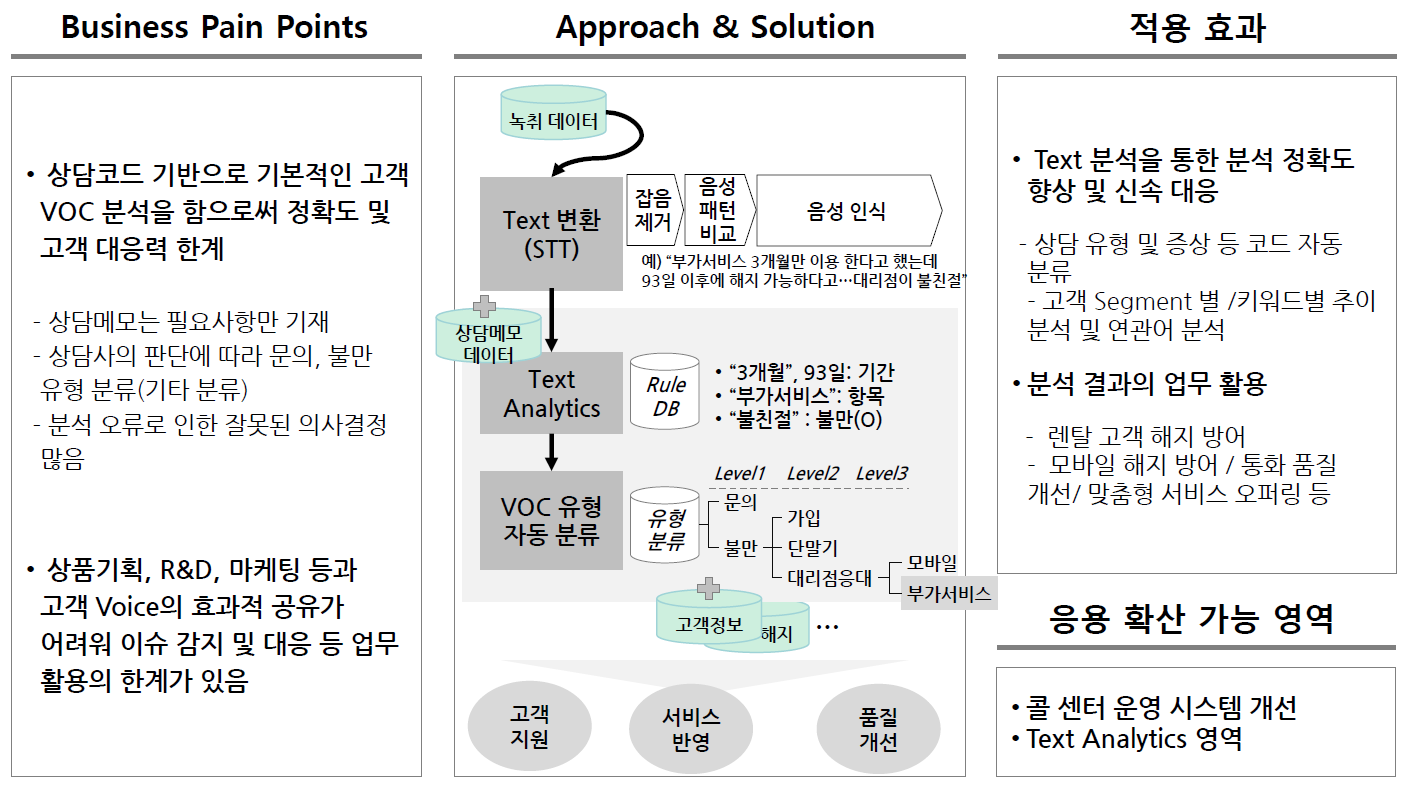 Business Pain Points
• 상담코드 기반으로 기본적인 고객
VOC 분석을 함으로써 정확도 및
고객 대응력 한계
- 상담메모는 필요사항만 기재
- 상담사의 판단에 따라 문의, 불만
유형 분류(기타 분류)
- 분석 오류로 인한 잘못된 의사결정
많음
• 상품기획, R&D, 마케팅 등과
고객 Voice의 효과적 공유가
어려워 이슈 감지 및 대응 등 업무
활용의 한계가 있음
Approach & Solution
녹취 데이터
Text 변환
(STT)
잡음
제거
음성
패턴
비교
음성 인식
예) “부가서비스 3개월만 이용 한다고 했는데
93일 이후에 해지 가능하다고…대리점이 불친절”
상담메모
데이터
Text
Analytics
Rule
DB
• “3개월”, 93일: 기간
• “부가서비스”: 항목
• “불친절” : 불만(O)
VOC 유형
자동 분류
유형
분류
Level1 Level2 Level3
문의
불만
가입
단말기
대리점응대
모바일
부가서비스
고객정보
해지
…
고객
지원
서비스
반영
품질
개선
적용 효과
• Text 분석을 통한 분석 정확도
향상 및 신속 대응
- 상담 유형 및 증상 등 코드 자동
분류
- 고객 Segment 별 /키워드별 추이
분석 및 연관어 분석
• 분석 결과의 업무 활용
- 렌탈 고객 해지 방어
- 모바일 해지 방어 / 통화 품질
개선/ 맞춤형 서비스 오퍼링 등
응용 확산 가능 영역
• 콜 센터 운영 시스템 개선
• Text Analytics 영역